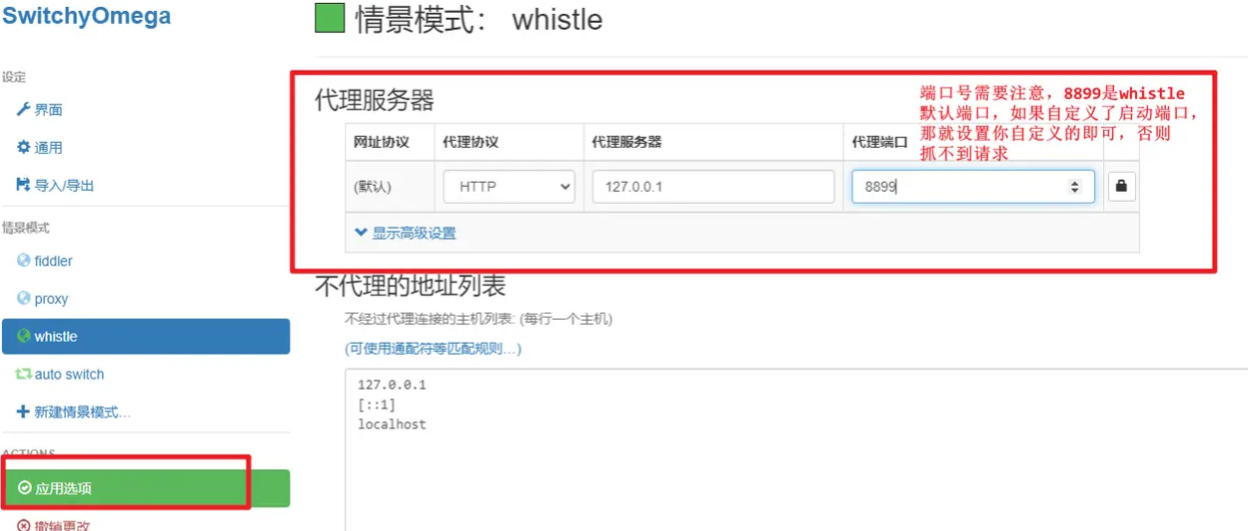 SwitchyOmega
设定
界面
通用
导入/导出
情景模式
fiddler
proxy
whistle
auto switch
新建情景模式...
ACTIONS
应用选项
撤销更改
情景模式: whistle
代理服务器
网址协议 代理协议 代理服务器 代理端口
(默认) HTTP 127.0.0.1 8899
显示高级设置
端口号需要注意，8899是whistle
默认端口，如果自定义了启动端口，
那就设置你自定义的即可，否则
抓不到请求
不代理的地址列表
不经过代理连接的主机列表: (每行一个主机)
(可使用通配符等匹配规则...)
127.0.0.1
[::1]
localhost